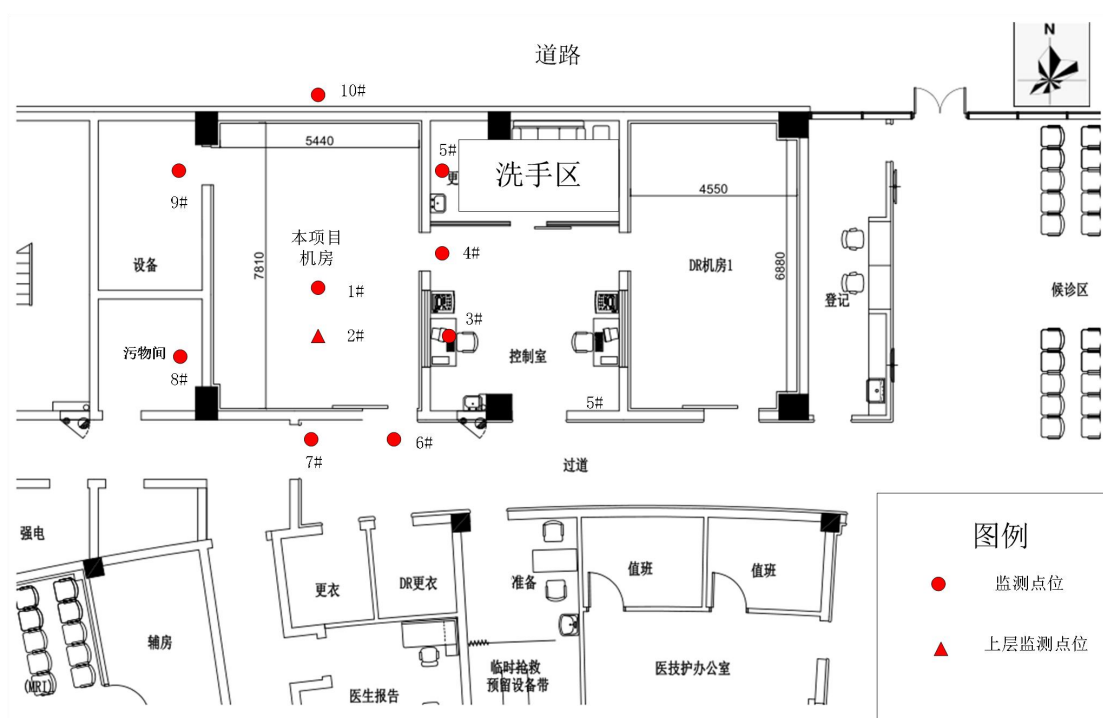 N
道路
10#
5440
5#
更
洗手区
4550
9#
本项目
机房
7810
4#
设备
1#
DR机房1
6880
登记
候诊区
2#
3#
污物间
8#
控制室
5#
7#
6#
过道
强电
图例
更衣
DR更衣
准备
值班
值班
监测点位
辅房
上层监测点位
(MRI)
医生报告
临时抢救
预留设备带
医技护办公室